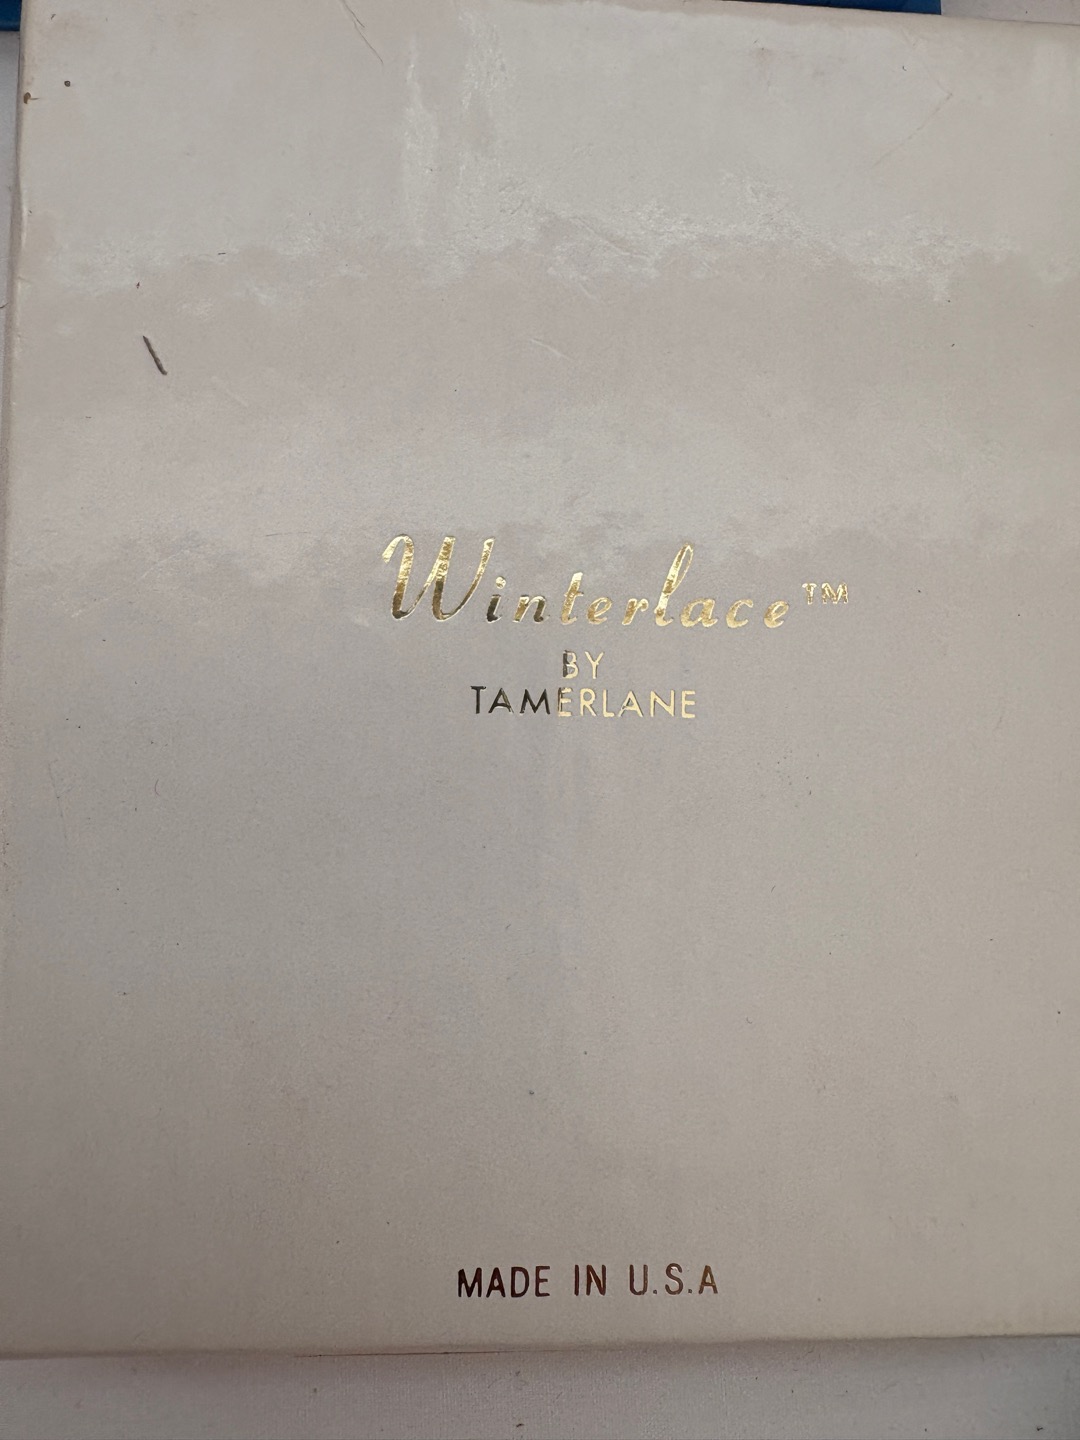 Winterlace™
BY
TAMERLANE
MADE IN U.S.A